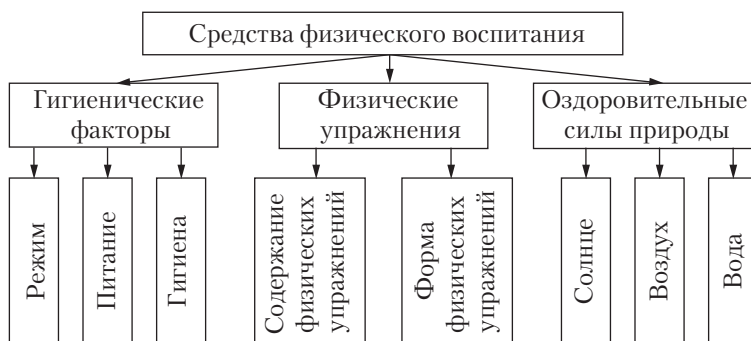 Средства физического воспитания
Гигиенические
факторы
Физические
упражнения
Оздоровительные
силы природы
Режим
Питание
Гигиена
Содержание
физических
упражнений
Форма
физических
упражнений
Солнце
Воздух
Вода